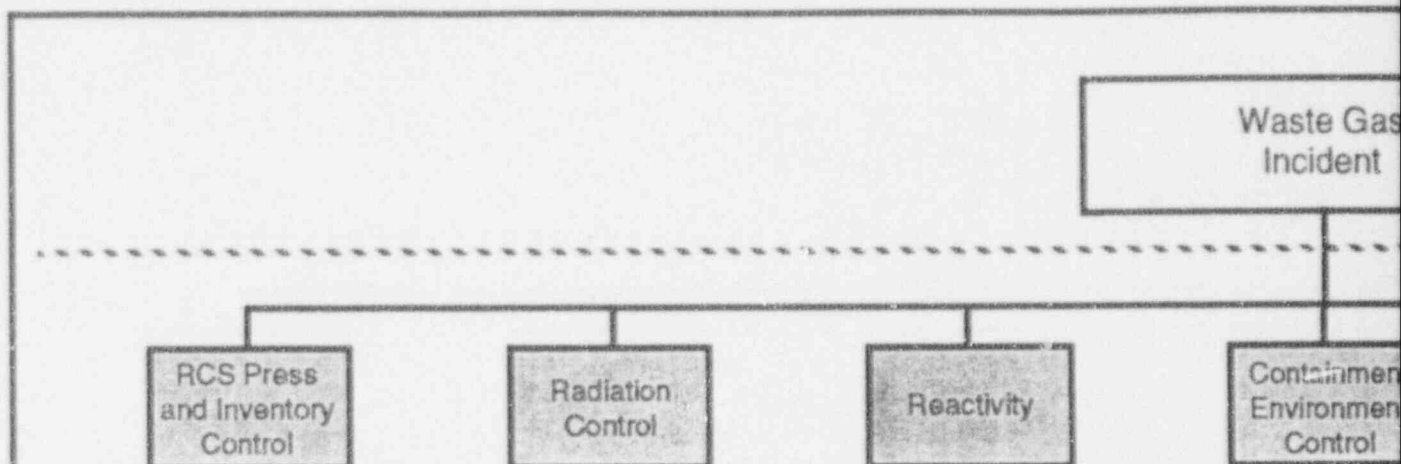 Waste Gas
Incident
RCS Press
and Inventory
Control
Radiation
Control
Reactivity
Containmen
Environmen
Control